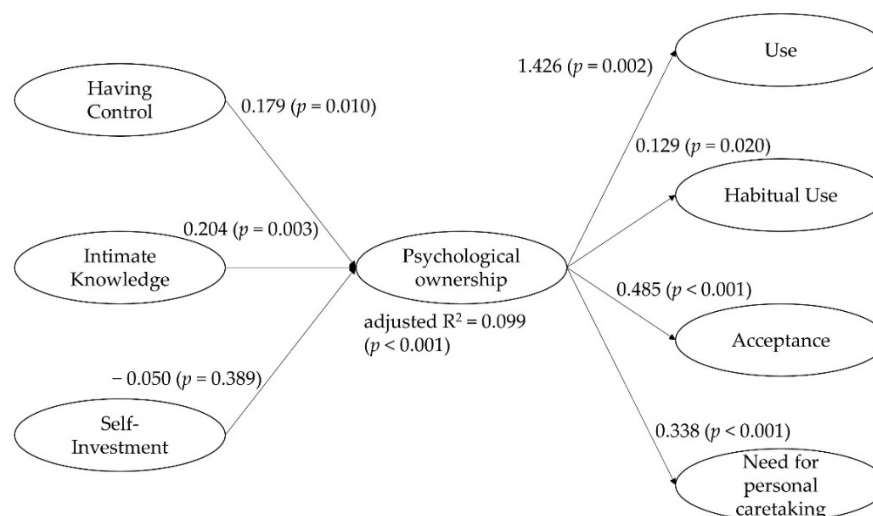 Having
Control
0.179 (p = 0.010)
Intimate
Knowledge
0.204 (p = 0.003)
Self-
Investment
− 0.050 (p = 0.389)
Psychological
ownership
adjusted R² = 0.099
(p < 0.001)
1.426 (p = 0.002)
Use
0.129 (p = 0.020)
Habitual Use
0.485 (p < 0.001)
Acceptance
0.338 (p < 0.001)
Need for
personal
caretaking